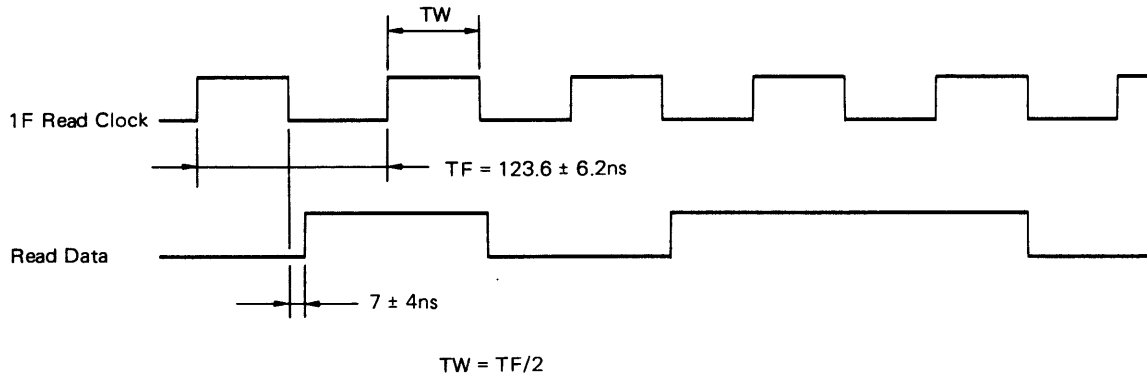 TW
1F Read Clock
TF = 123.6 ± 6.2ns
Read Data
7 ± 4ns
TW = TF/2